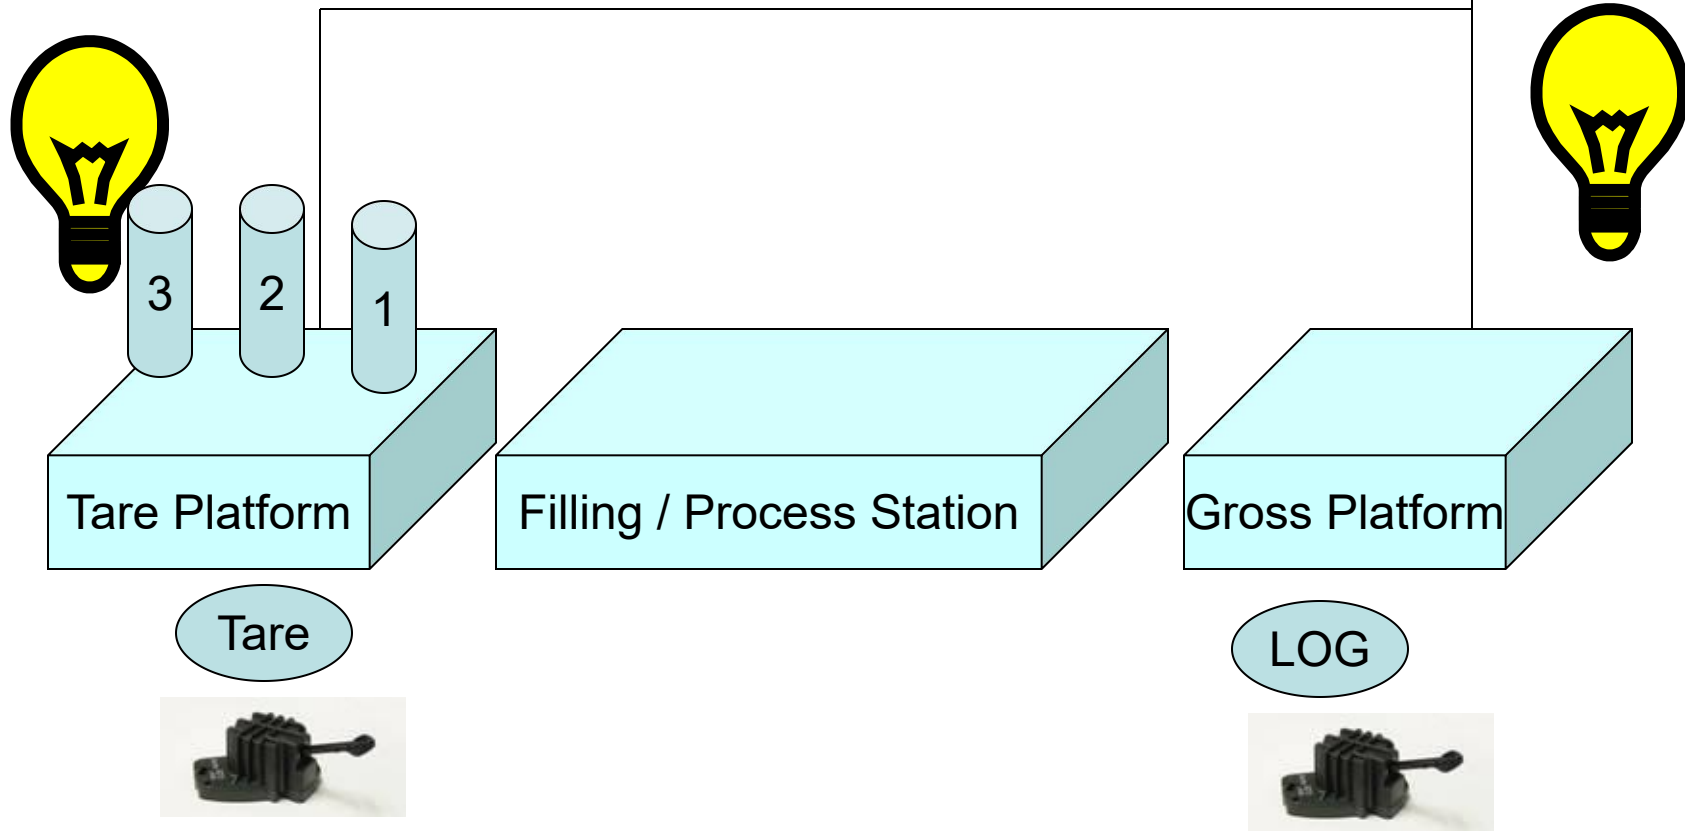 3
2
1
Tare Platform
Filling / Process Station
Gross Platform
Tare
LOG